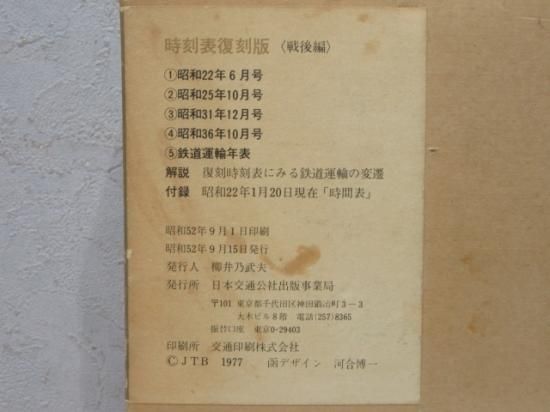 時刻表復刻版 〈戦後編〉
①昭和22年6月号
②昭和25年10月号
③昭和31年12月号
④昭和36年10月号
⑤鉄道運輸年表
解説 復刻時刻表にみる鉄道運輸の変遷
付録 昭和22年1月20日現在「時間表」
昭和52年9月1日印刷
昭和52年9月15日発行
発行人 柳井乃武夫
発行所 日本交通公社出版事業局
〒101 東京都千代田区神田鍛冶町3-3
大木ビル8階 電話(257)8365
振替口座 東京0-29403
印刷所 交通印刷株式会社
ⒸJTB 1977 函デザイン 河合博一